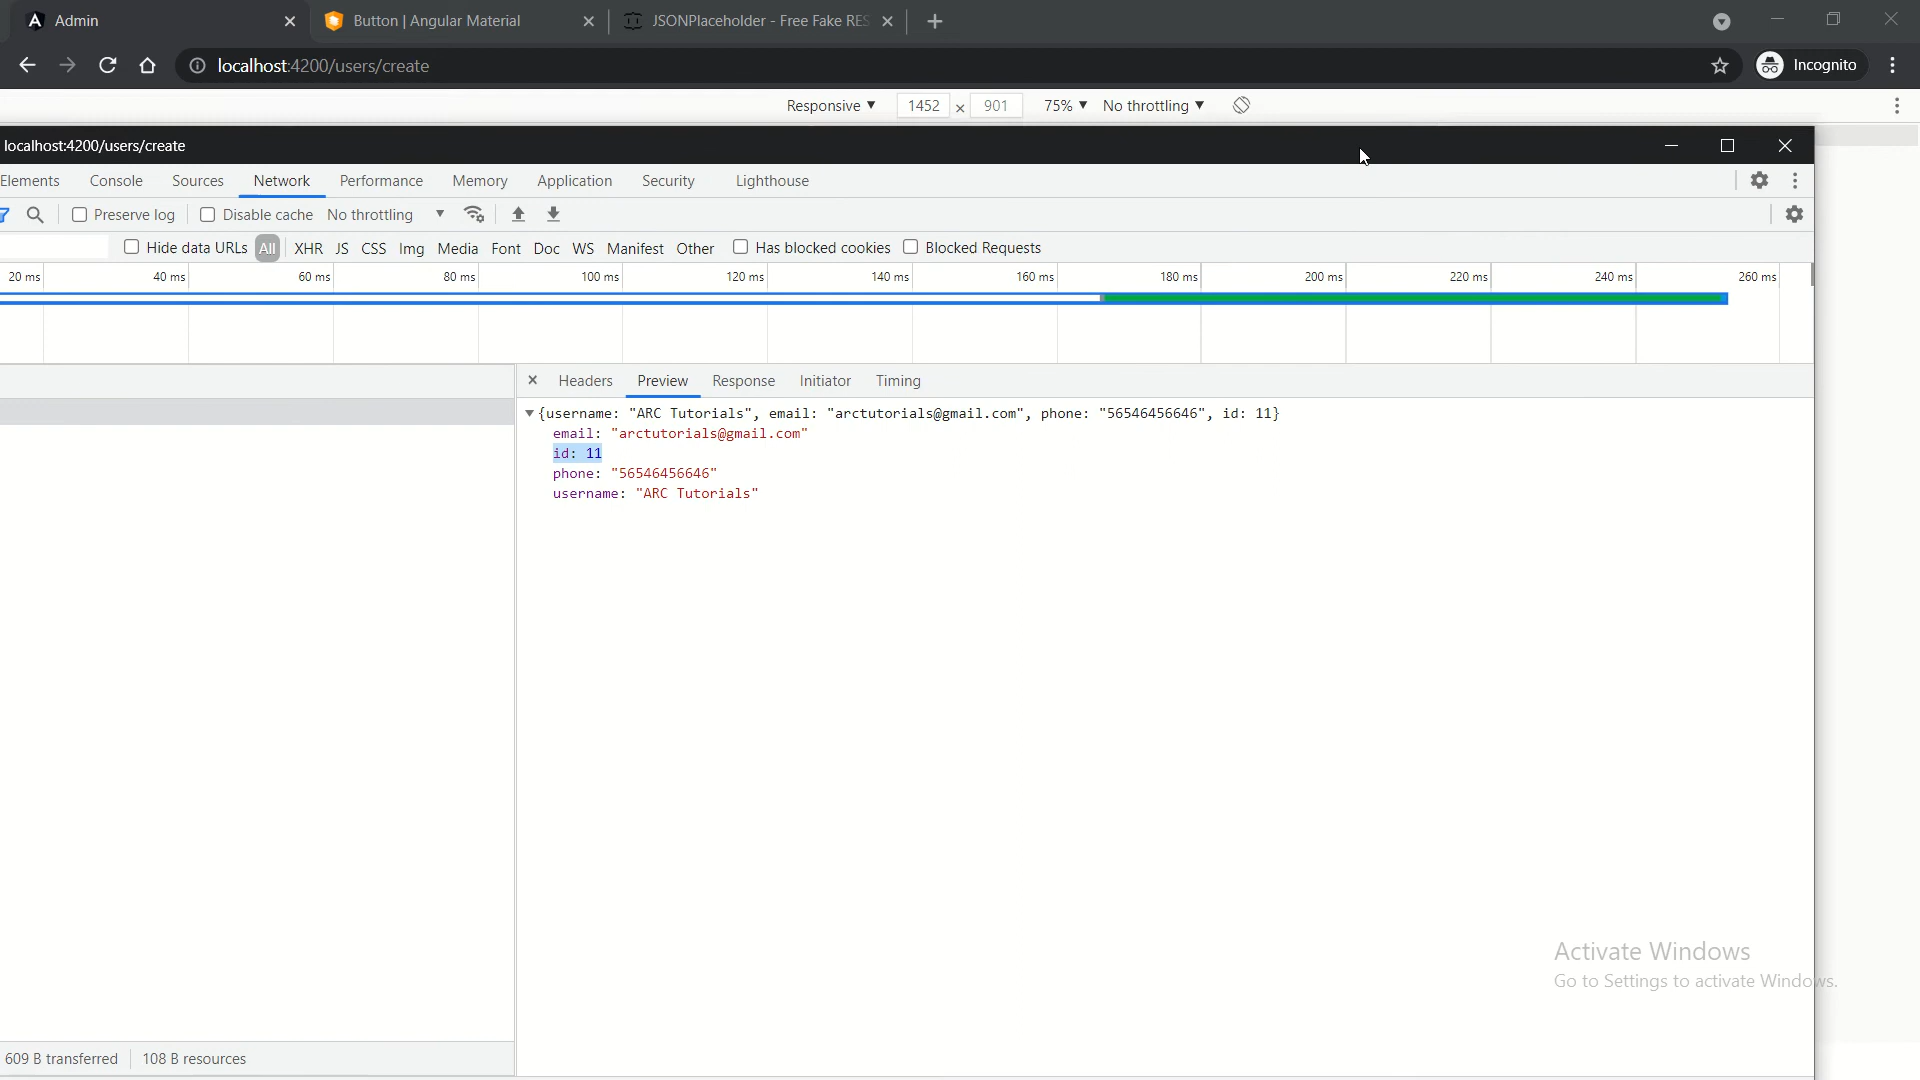 Admin
Button | Angular Material
JSONPlaceholder - Free Fake RES
localhost:4200/users/create
Incognito
Responsive ▼ 1452 × 901 75% ▼ No throttling ▼
localhost:4200/users/create
Elements Console Sources Network Performance Memory Application Security Lighthouse
Preserve log Disable cache No throttling ▼
Hide data URLs All XHR JS CSS Img Media Font Doc WS Manifest Other Has blocked cookies Blocked Requests
20 ms 40 ms 60 ms 80 ms 100 ms 120 ms 140 ms 160 ms 180 ms 200 ms 220 ms 240 ms 260 ms
Headers Preview Response Initiator Timing
▼{username: "ARC Tutorials", email: "arctutorials@gmail.com", phone: "56546456646", id: 11}
email: "arctutorials@gmail.com"
id: 11
phone: "56546456646"
username: "ARC Tutorials"
Activate Windows
Go to Settings to activate Windows.
609 B transferred 108 B resources